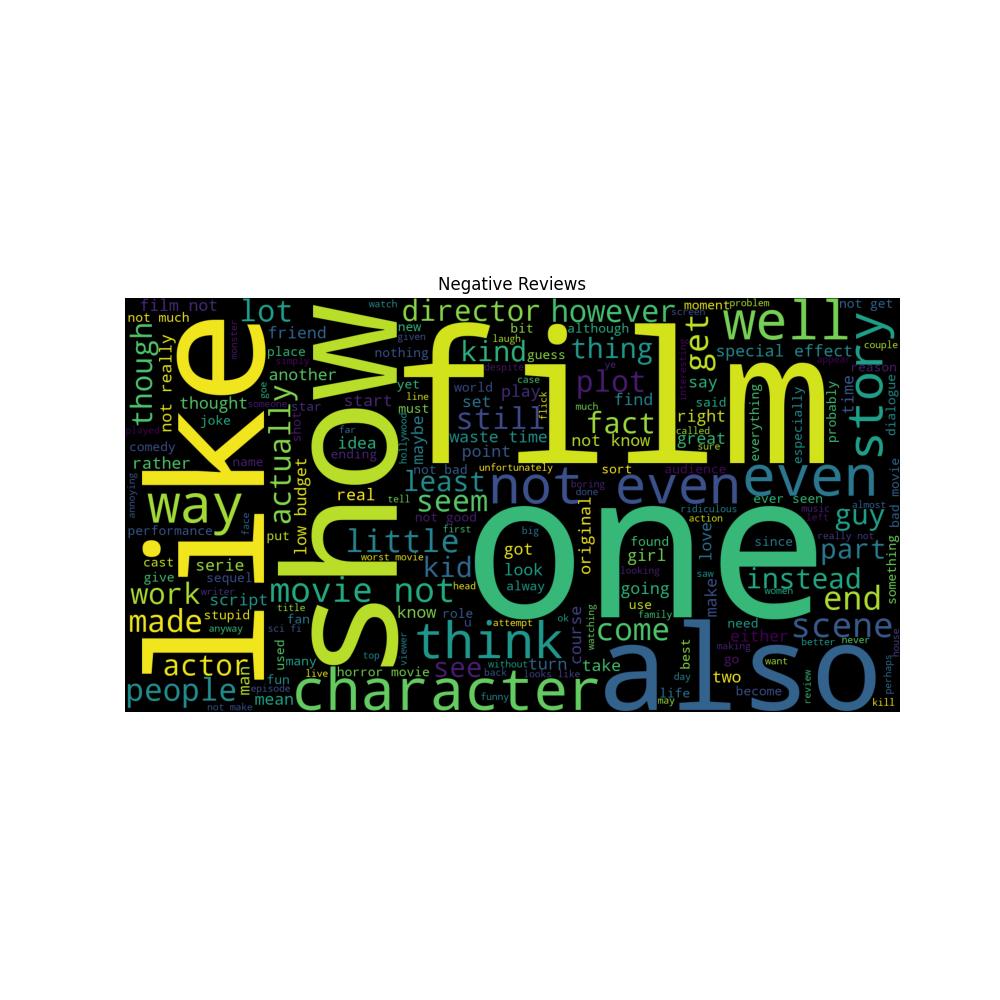 Negative Reviews
film not
lot
watch
director
however
moment
problem
well
not get
not much
friend
new
given
bit
although
screen
couple
though
like
show
film
get
story
nothing
laugh
kind
guess
thing
special effect
reason
place
simply
another
despite
ye
interesting
say
time
dialogue
not really
monster
goe
yet
world
case
plot
find
said
everything
especially
probably
thought
someone
star
start
line
set
play
flick
much
right
called
joke
shot
must
still
fact
great
sure
played
actually
far
idea
ending
hollywood
maybe
waste time
point
not know
comedy
rather
name
not bad
unfortunately
sort
audience
low budget
real
tell
least
seem
not even
even
boring
done
ever seen
music
left
almost
annoying
way
face
put
not good
first
original
ridiculous
action
guy
performance
little
big
one
since
really not
something bad movie
worst movie
got
found
girl
love
part
cast
serie
kid
look
looking
saw
instead
give
sequel
head
alway
going
make
women
work
writer
script
movie not
use
end
title
know
role
u
attempt
ok
family
made
stupid
fan
need
scene
anyway
sci fi
viewer
think
course
watching
come
either
better
never
actor
used
many
top
see
without
turn
take
best
making
go
want
house
man
live
horror movie
back
looks like
day
two
perhaps
people
episode
fun
mean
character
funny
life
may
also
become
review
kill
not make